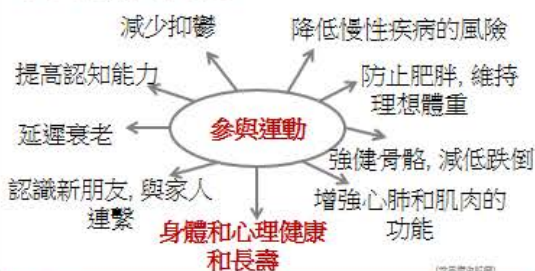 減少抑鬱
降低慢性疾病的風險
提高認知能力
防止肥胖, 維持
理想體重
參與運動
延遲衰老
強健骨骼, 減低跌倒
認識新朋友, 與家人
連繫
增強心肺和肌肉的
功能
身體和心理健康
和長壽